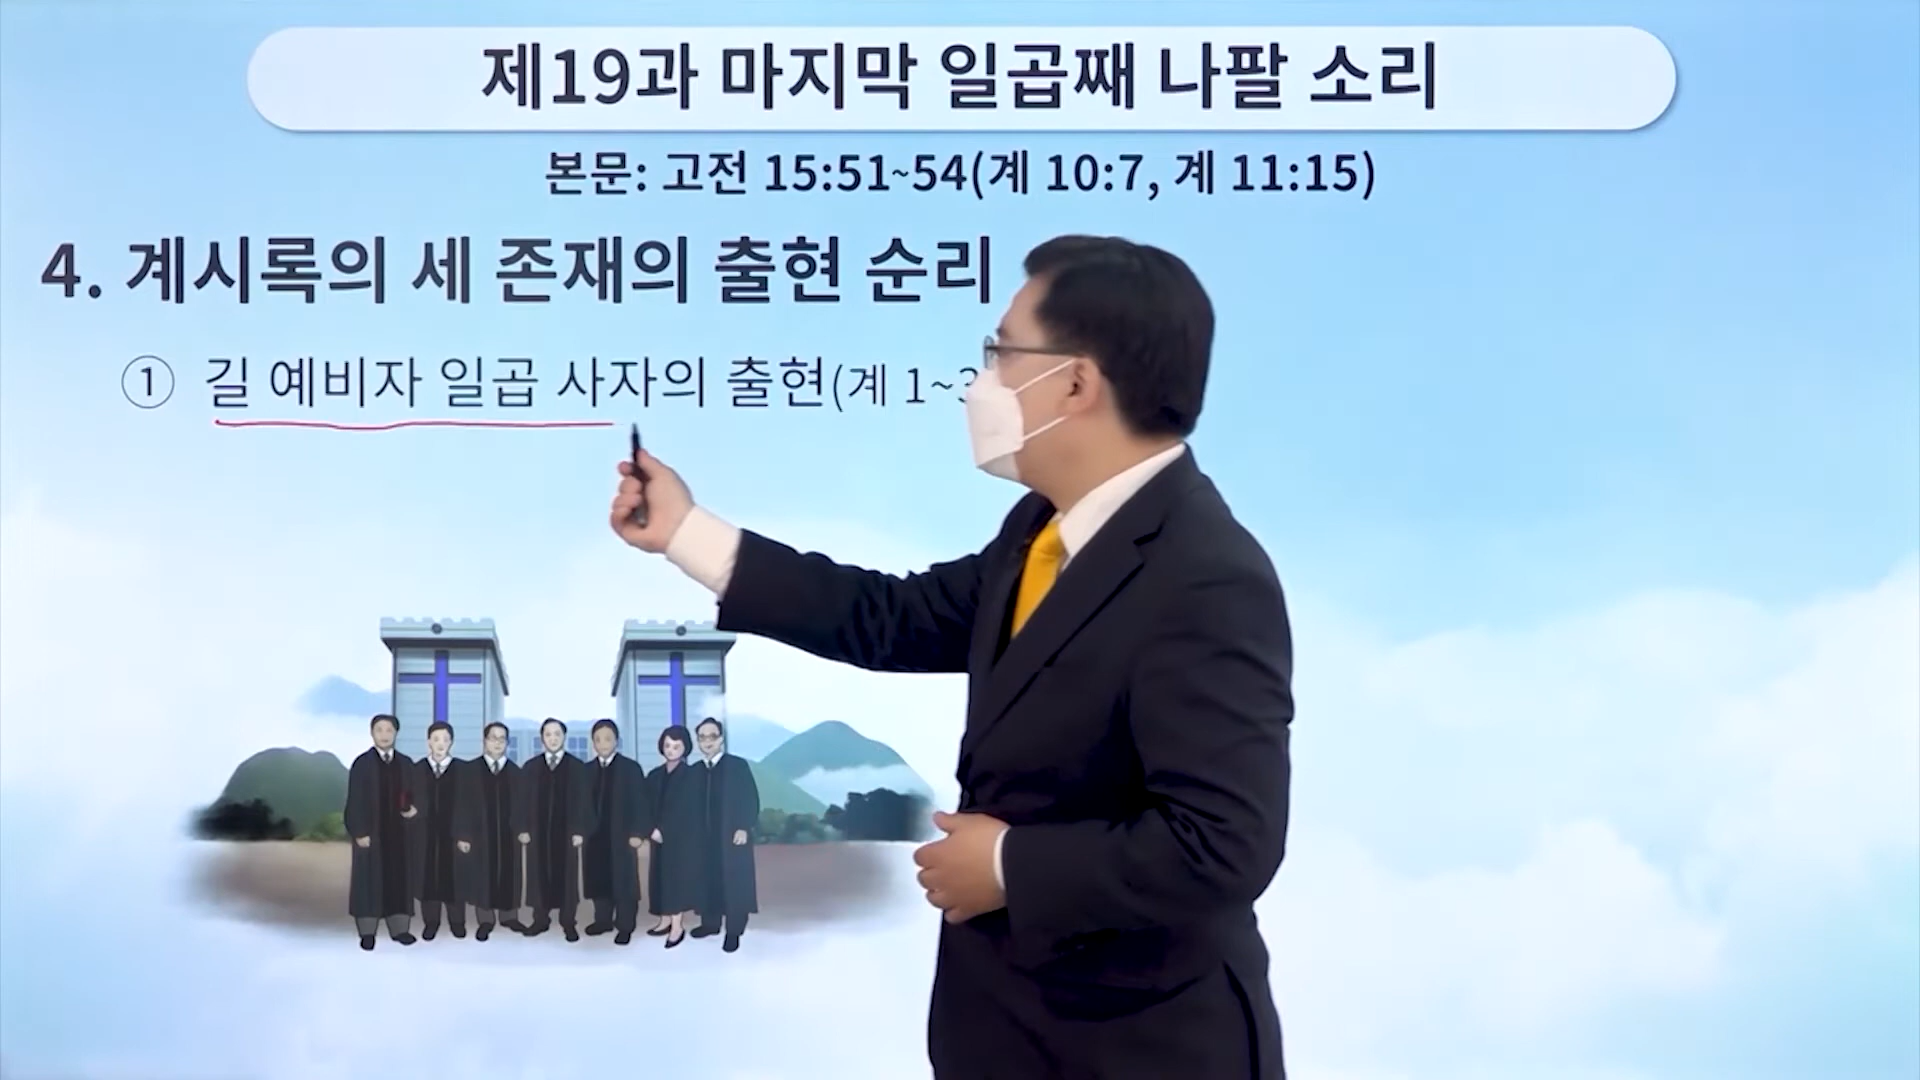 제19과 마지막 일곱째 나팔 소리
본문: 고전 15:51~54(계 10:7, 계 11:15)
4. 계시록의 세 존재의 출현 순리
① 길 예비자 일곱 사자의 출현(계 1~3